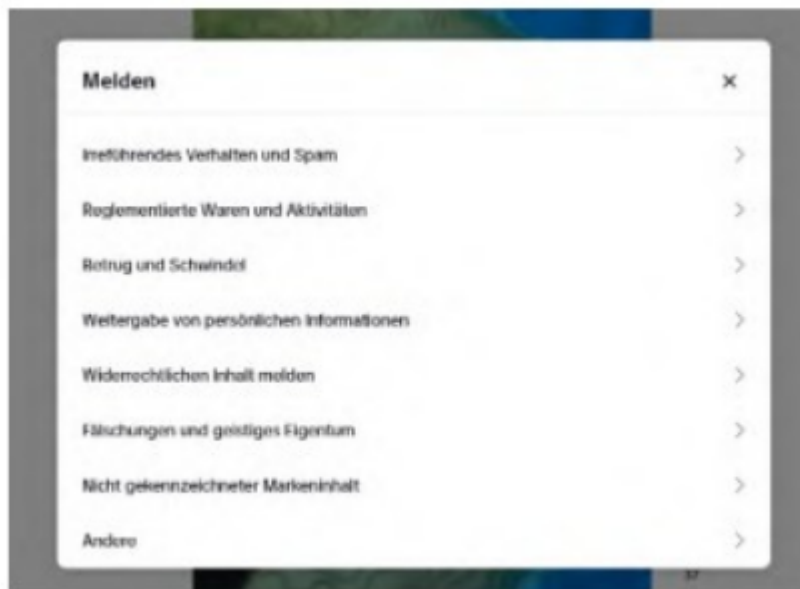 Melden
Irreführendes Verhalten und Spam
Reglementierte Waren und Aktivitäten
Betrug und Schwindel
Weitergabe von persönlichen Informationen
Widerrechtlichen Inhalt melden
Fälschungen und geistiges Eigentum
Nicht gekennzeichneter Markeninhalt
Andere